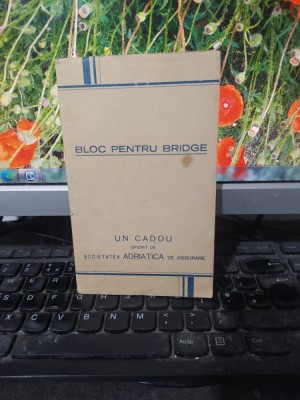 BLOC PENTRU BRIDGE
UN CADOU
OFERIT DE
SOCIETATEA ADRIATICA DE ASIGURARE